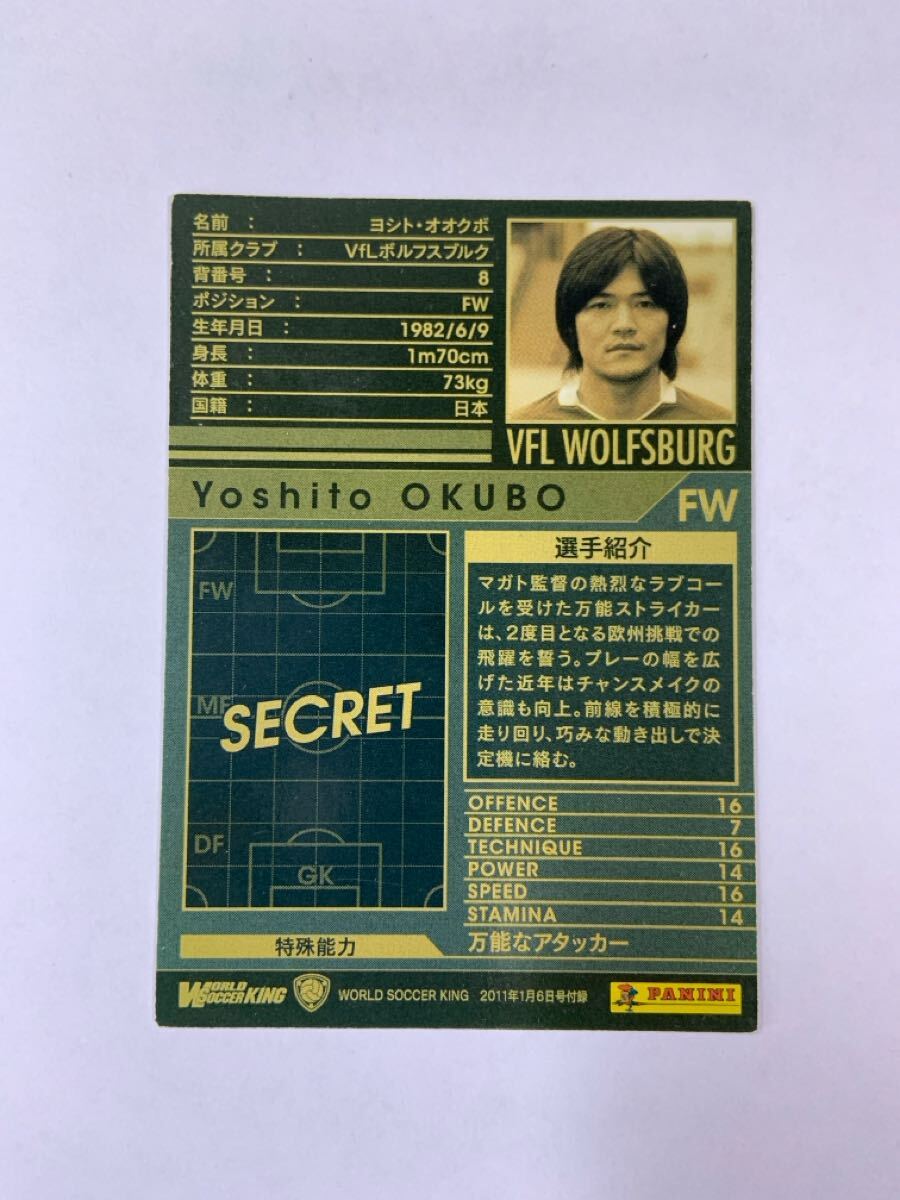 名前 : ヨシト・オオクボ
所属クラブ : VfLボルフスブルク
背番号 : 8
ポジション : FW
生年月日 : 1982/6/9
身長 : 1m70cm
体重 : 73kg
国籍 : 日本
VFL WOLFSBURG
Yoshito OKUBO
FW
FW
MF
SECRET
DF
GK
選手紹介
マガト監督の熱烈なラブコー
ルを受けた万能ストライカー
は、2度目となる欧州挑戦での
飛躍を誓う。プレーの幅を広
げた近年はチャンスメイクの
意識も向上。前線を積極的に
走り回り、巧みな動き出しで決
定機に絡む。
OFFENCE 16
DEFENCE 7
TECHNIQUE 16
POWER 14
SPEED 16
STAMINA 14
特殊能力
万能なアタッカー
WORLD SOCCER KING
WORLD SOCCER KING 2011年1月6日号付録
PANINI